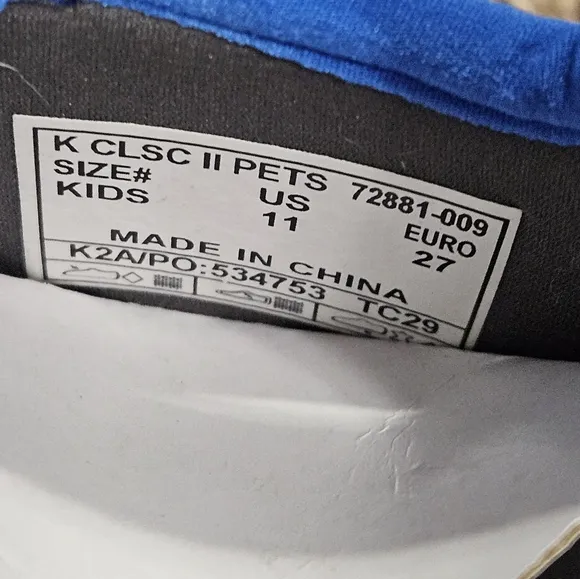 K CLSC II PETS 72881-009
SIZE# US EURO
KIDS 11 27
MADE IN CHINA
K2A/PO:534753 TC29